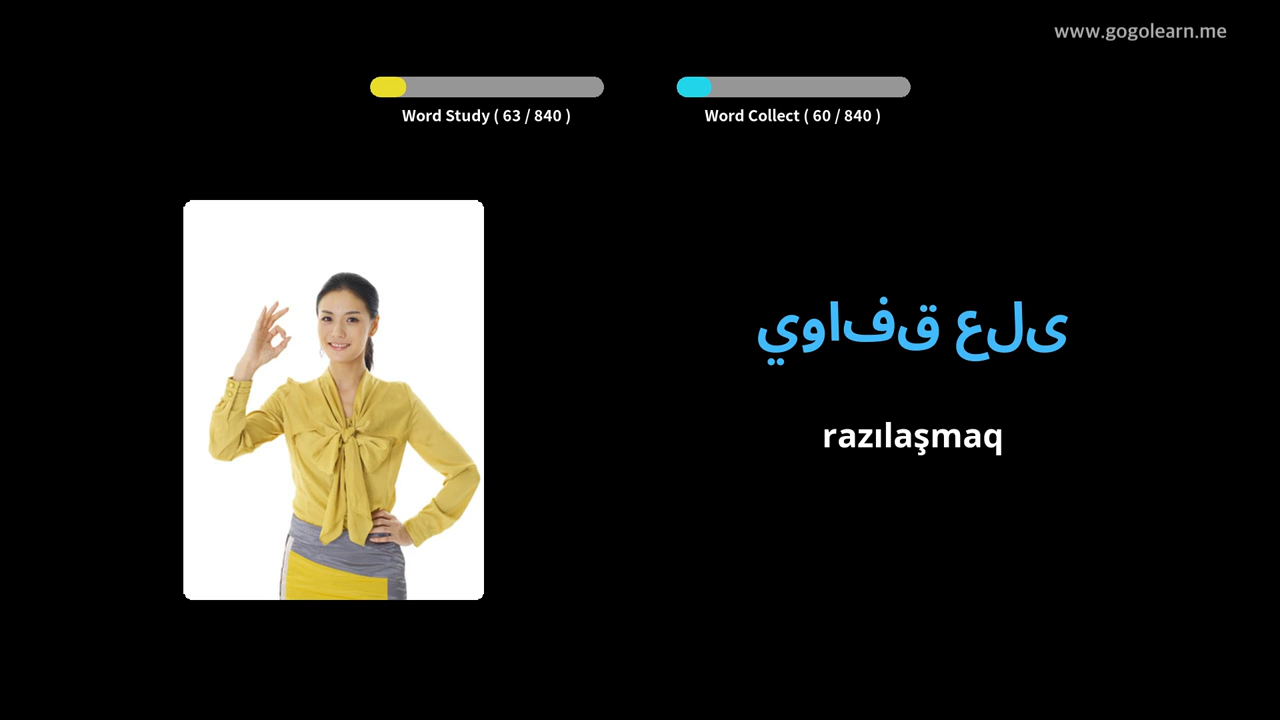 www.gogolearn.me
Word Study ( 63 / 840 )
Word Collect ( 60 / 840 )
يوافق على
razılaşmaq